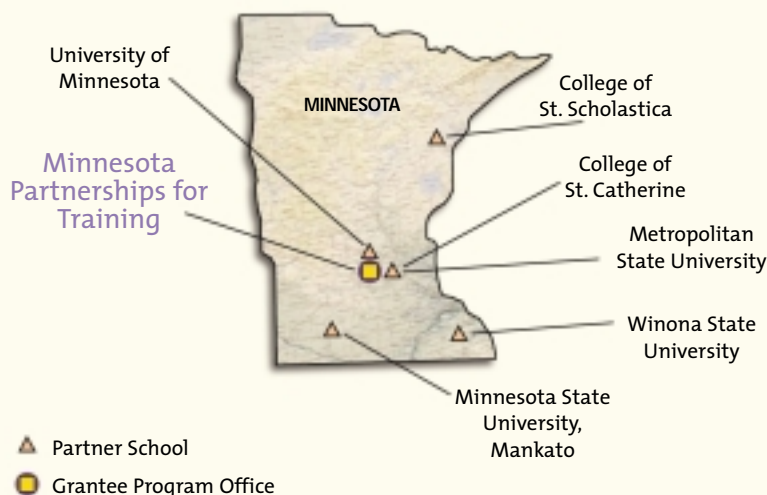 University of
Minnesota
MINNESOTA
College of
St. Scholastica
Minnesota
Partnerships for
Training
College of
St. Catherine
Metropolitan
State University
Winona State
University
Minnesota State
University,
Mankato
Partner School
Grantee Program Office